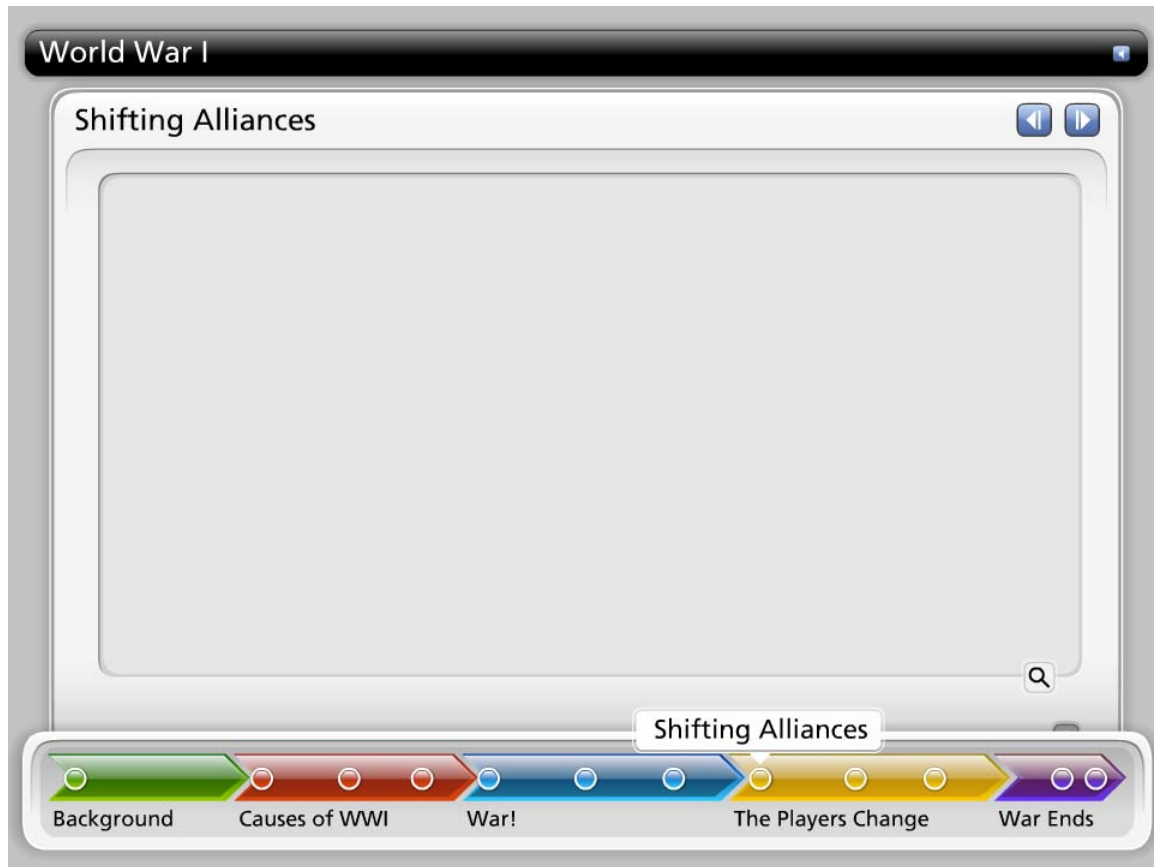 World War I
Shifting Alliances
Shifting Alliances
Background
Causes of WWI
War!
The Players Change
War Ends